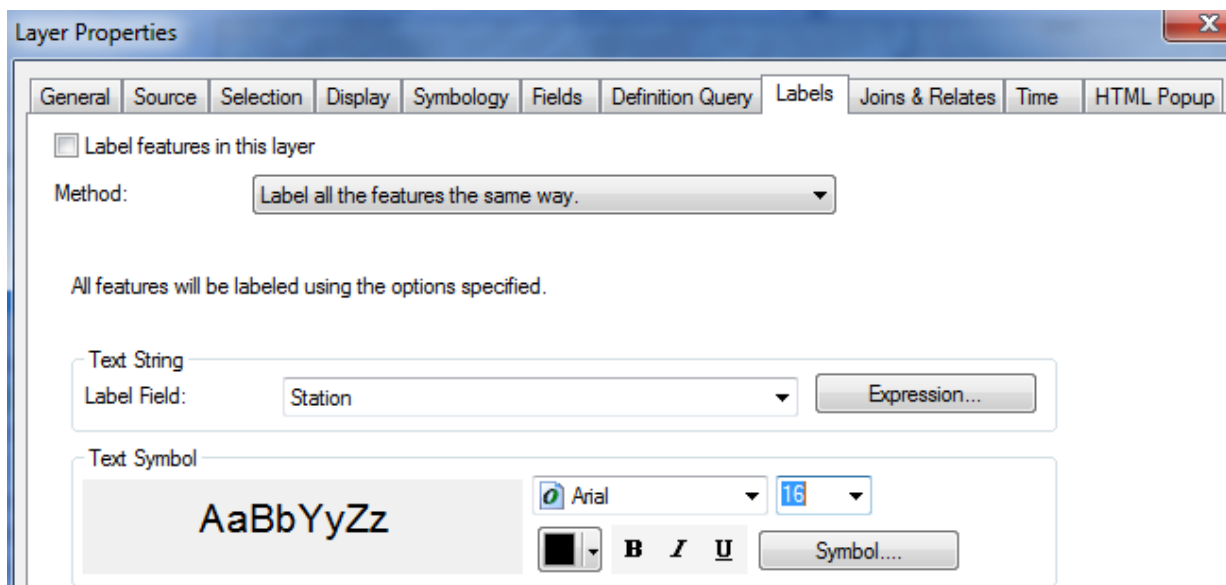 Layer Properties
General Source Selection Display Symbology Fields Definition Query Labels Joins & Relates Time HTML Popup
Label features in this layer
Method: Label all the features the same way.
All features will be labeled using the options specified.
Text String
Label Field: Station Expression...
Text Symbol
AaBbYyZz
Arial 16
B I U Symbol....